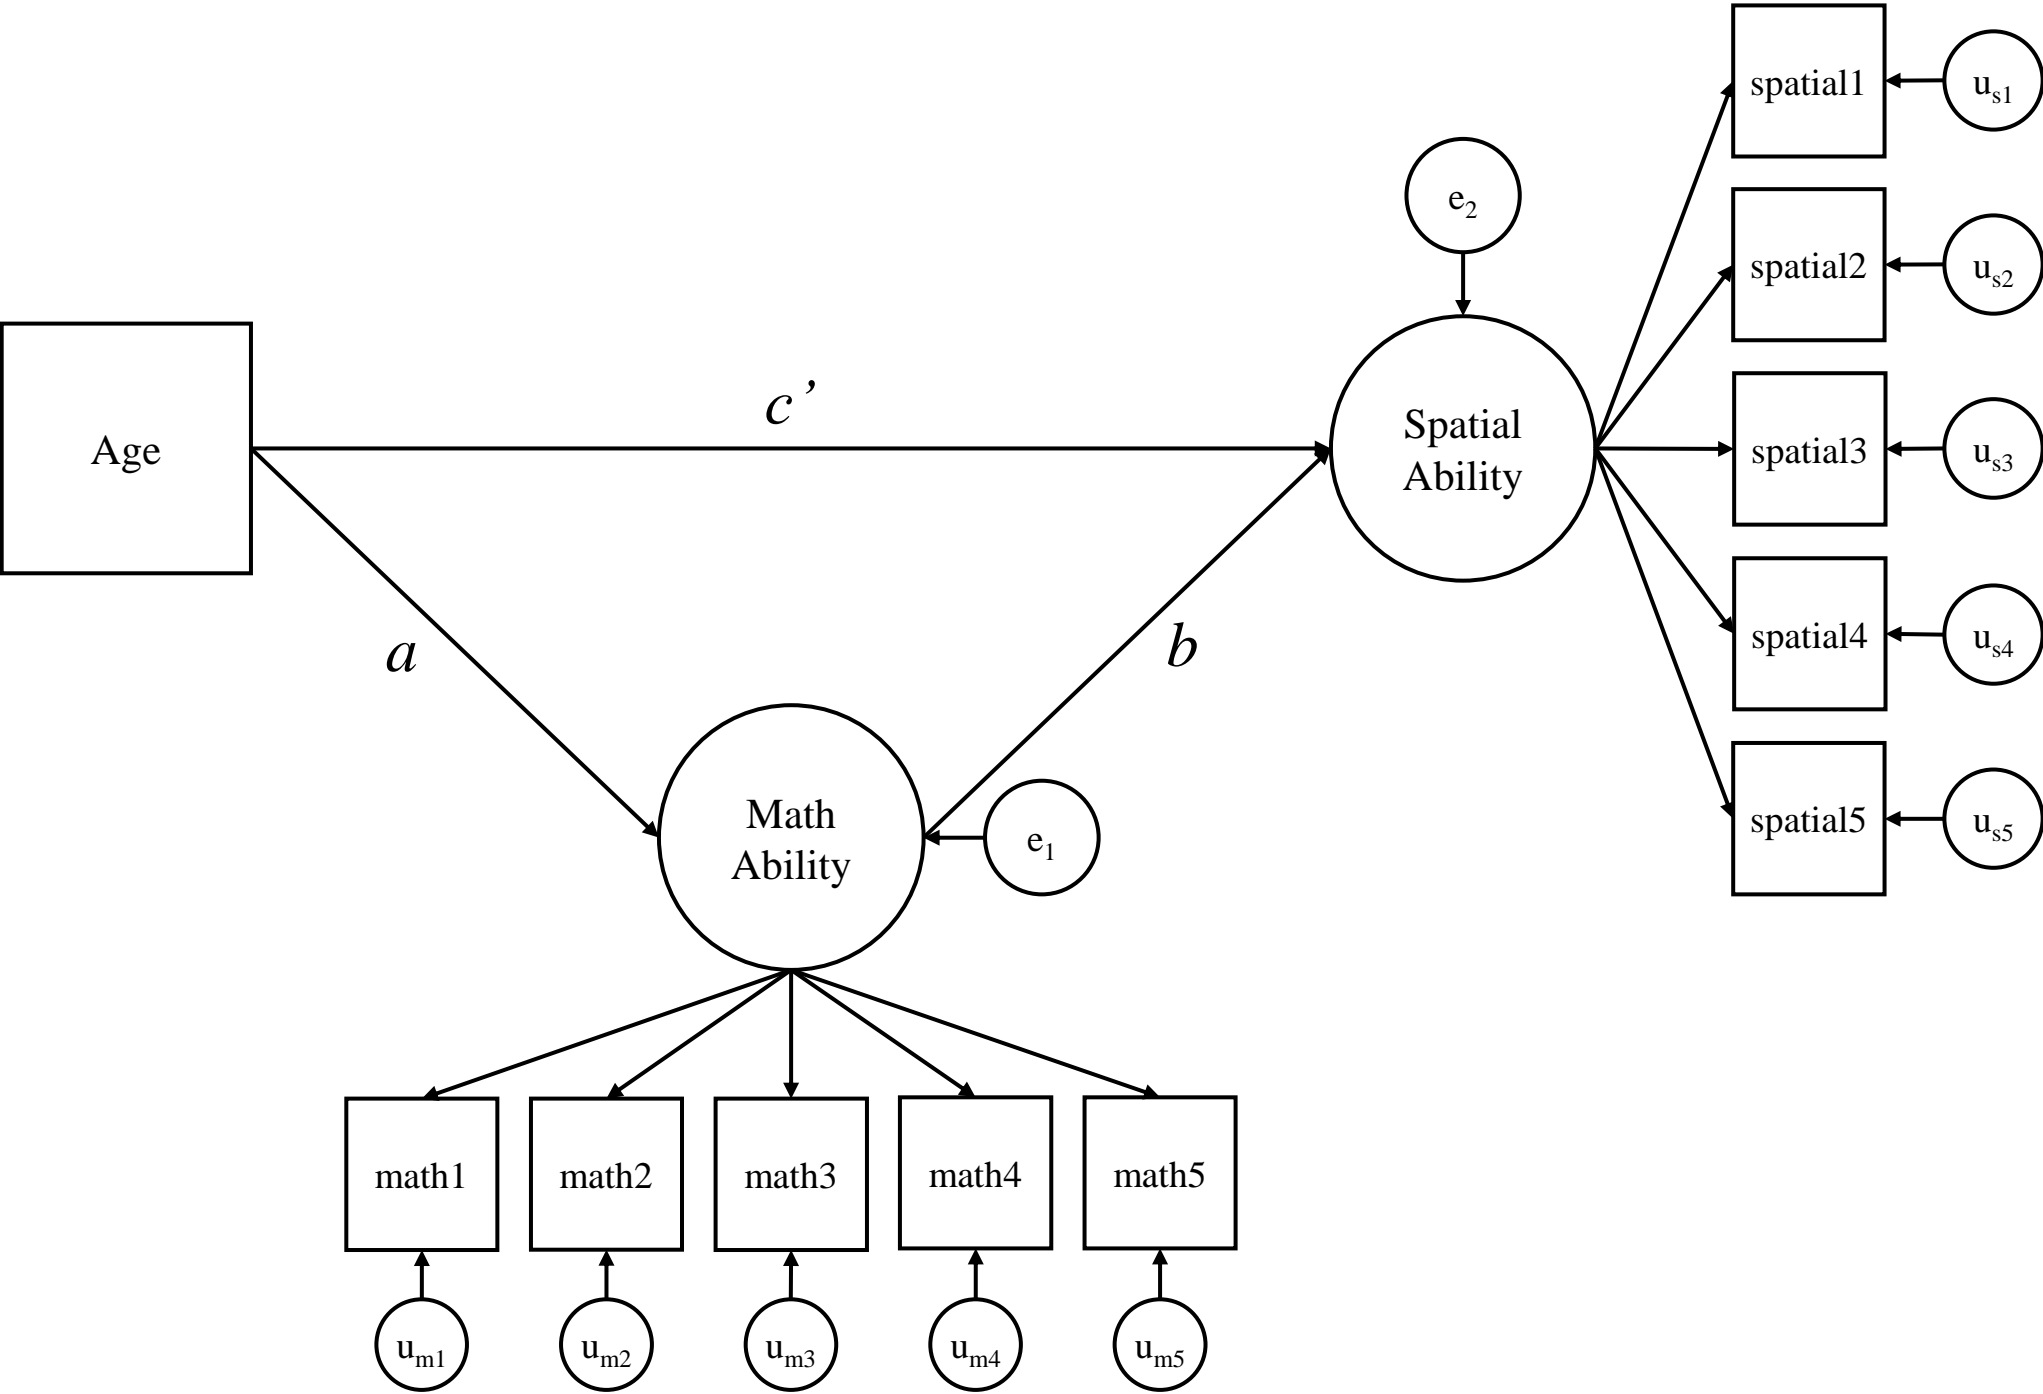 spatial1
u_s1
e_2
spatial2
u_s2
c’
Age
Spatial
Ability
spatial3
u_s3
a
b
spatial4
u_s4
Math
Ability
e_1
spatial5
u_s5
math1
math2
math3
math4
math5
u_m1
u_m2
u_m3
u_m4
u_m5